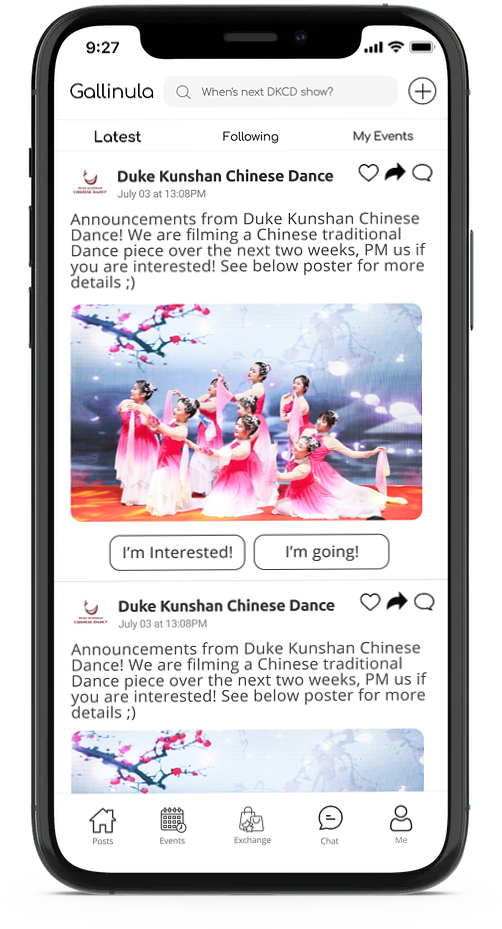 9:27
Gallinula
When's next DKCD show?
Latest Following My Events
Duke Kunshan Chinese Dance
July 03 at 13:08PM
DUKE KUNSHAN
CHINESE DANCE
Announcements from Duke Kunshan Chinese
Dance! We are filming a Chinese traditional
Dance piece over the next two weeks, PM us if
you are interested! See below poster for more
details ;)
I'm Interested! I'm going!
Duke Kunshan Chinese Dance
July 03 at 13:08PM
DUKE KUNSHAN
CHINESE DANCE
Announcements from Duke Kunshan Chinese
Dance! We are filming a Chinese traditional
Dance piece over the next two weeks, PM us if
you are interested! See below poster for more
details ;)
Posts Events Exchange Chat Me